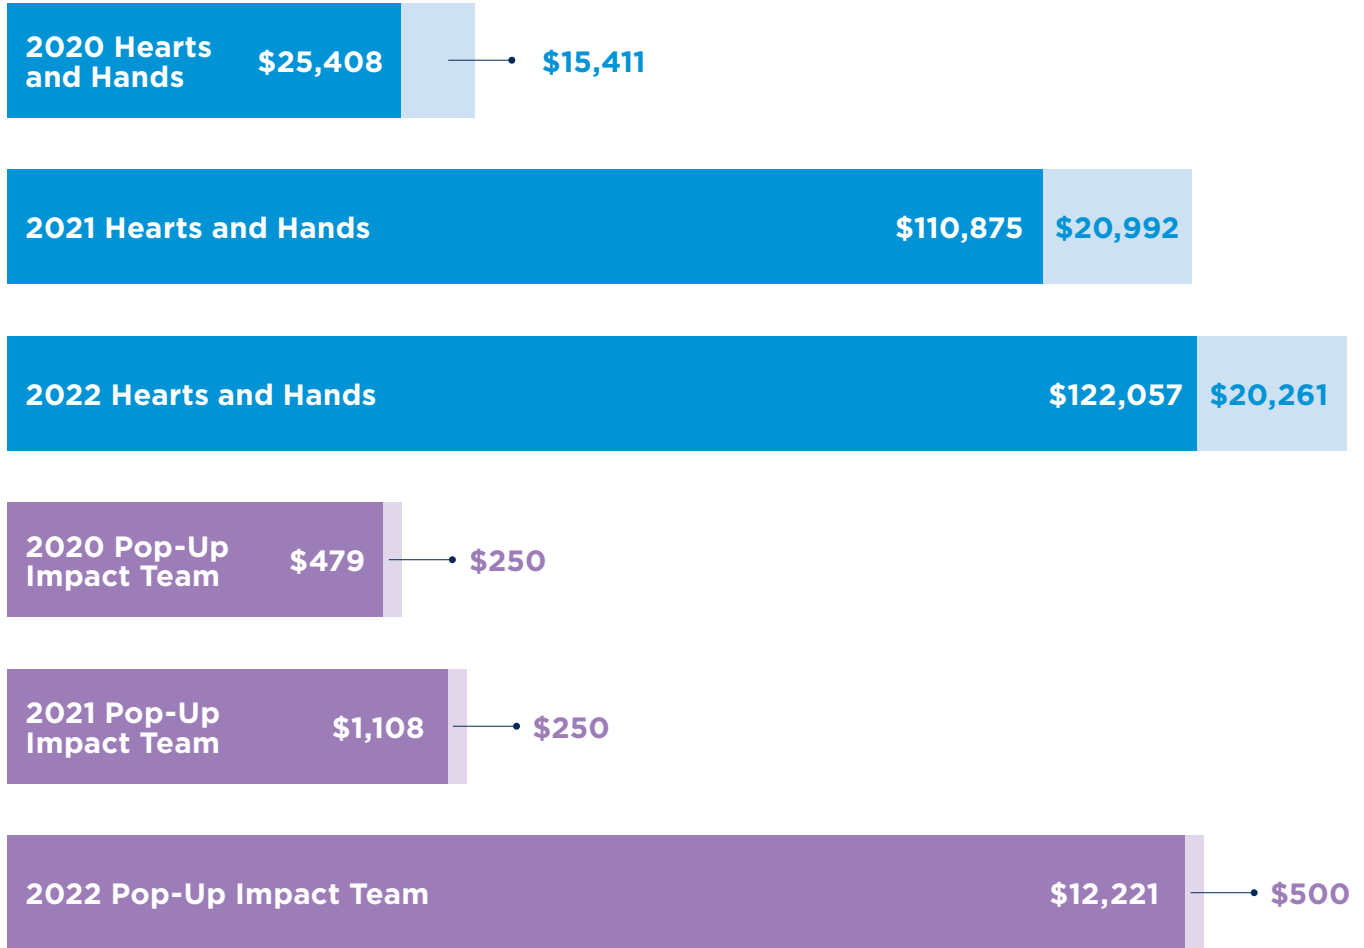 2020 Hearts
and Hands
$25,408
$15,411
2021 Hearts and Hands
$110,875
$20,992
2022 Hearts and Hands
$122,057
$20,261
2020 Pop-Up
Impact Team
$479
$250
2021 Pop-Up
Impact Team
$1,108
$250
2022 Pop-Up Impact Team
$12,221
$500